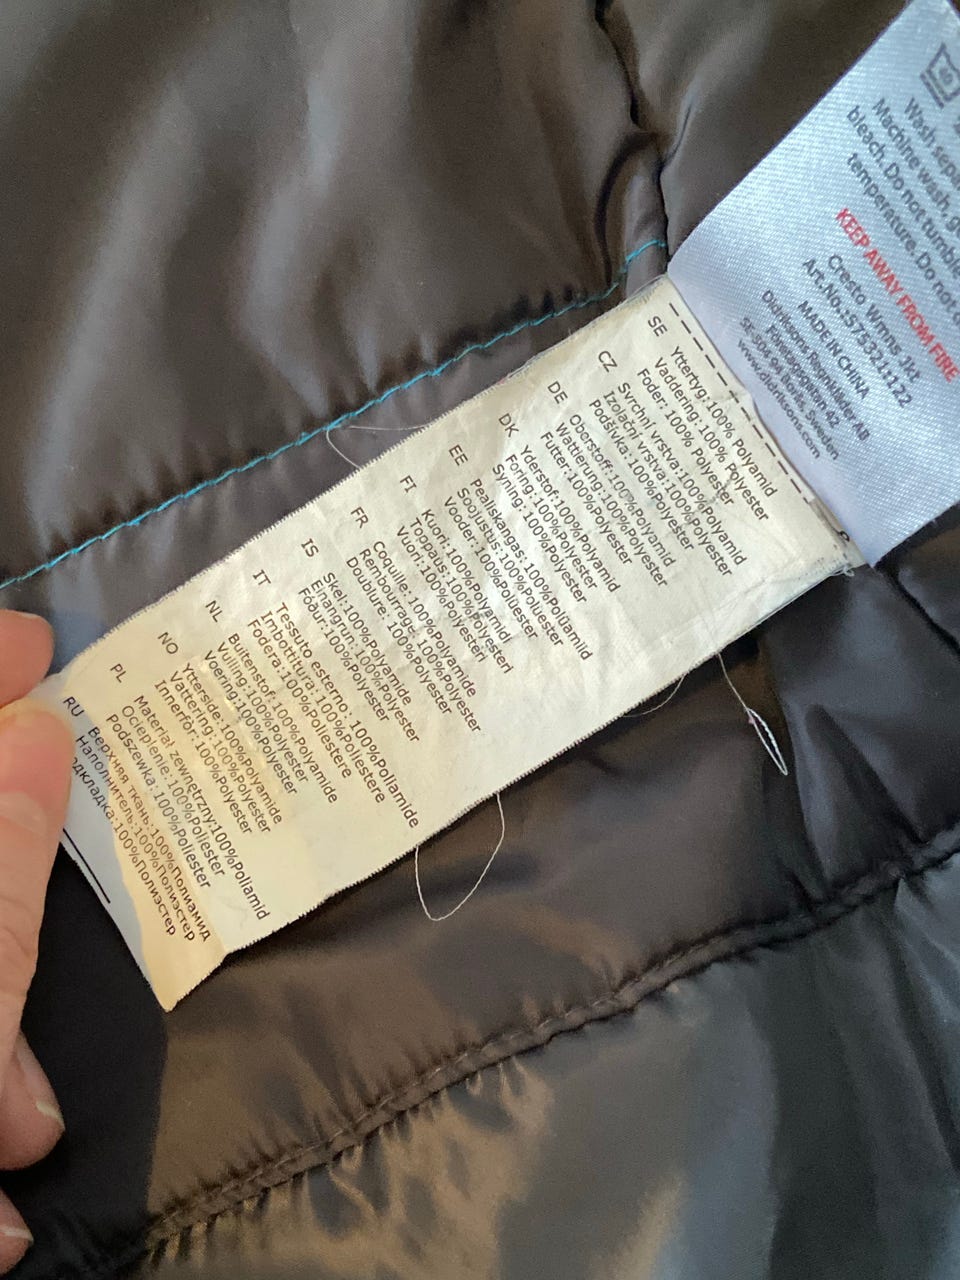 Wash
Machine wash,
bleach. Do not tumble
temperature. Do not
KEEP AWAY FROM FIRE
Cresto Wmns Jkt
Art.No.:575321122
MADE IN CHINA
Didriksons Regnkläder AB
Företagsgatan 42
SE-504 94 Borås, Sweden
www.didriksons.com
SE
Yttertyg:100% Polyamid
Vaddering:100% Polyester
Foder: 100% Polyester
CZ
Svrchní vrstva:100%Polyamid
Izolační vrstva:100%Polyester
Podšívka:100%Polyester
DE
Oberstoff:100%Polyamid
Wattierung:100%Polyester
Futter:100%Polyester
DK
Yderstof:100%Polyamid
Foring:100%Polyester
Syning:100%Polyester
EE
Pealiskangas:100%Polüamiid
Soojustus:100%Polüester
Vooder:100%Polüester
FI
Kuori:100%Polyamidi
Toppaus:100%Polyesteri
Vuori:100%Polyesteri
FR
Coquille:100%Polyamide
Rembourrage:100%Polyester
Doublure: 100%Polyester
IS
Skel:100%Polyamide
Einangrun:100%Polyester
Fóður:100%Polyester
IT
Tessuto esterno: 100%Poliamide
Imbottitura:100%Poliestere
Fodera:100%Poliestere
NL
Buitenstof:100%Polyamide
Vulling:100%Polyester
Voering:100%Polyester
NO
Ytterside:100%Polyamide
Vattering:100%Polyester
Innerfór:100%Polyester
PL
Materiał zewnętrzny:100%Poliamid
Ocieplenie:100%Poliester
Podszewka:100%Poliester
RU
Верхняя ткань:100%Полиамид
Наполнитель:100%Полиэстер
одкладка:100%Полиэстер